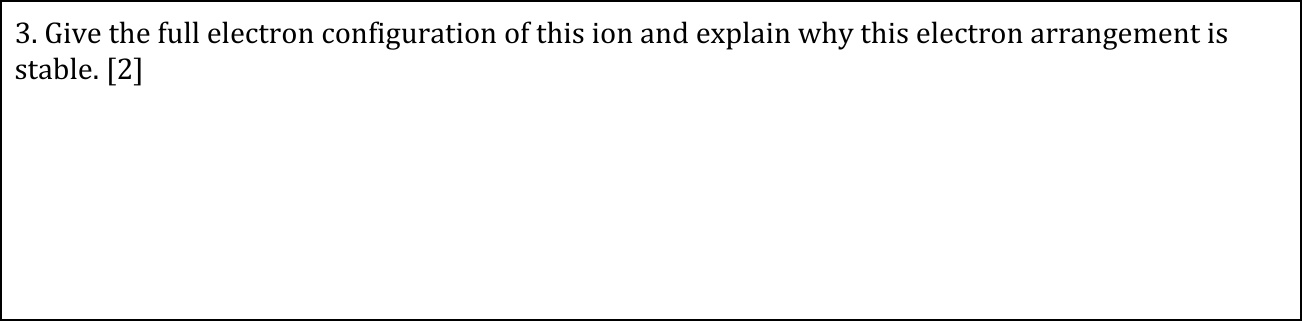 3. Give the full electron configuration of this ion and explain why this electron arrangement is
stable. [2]